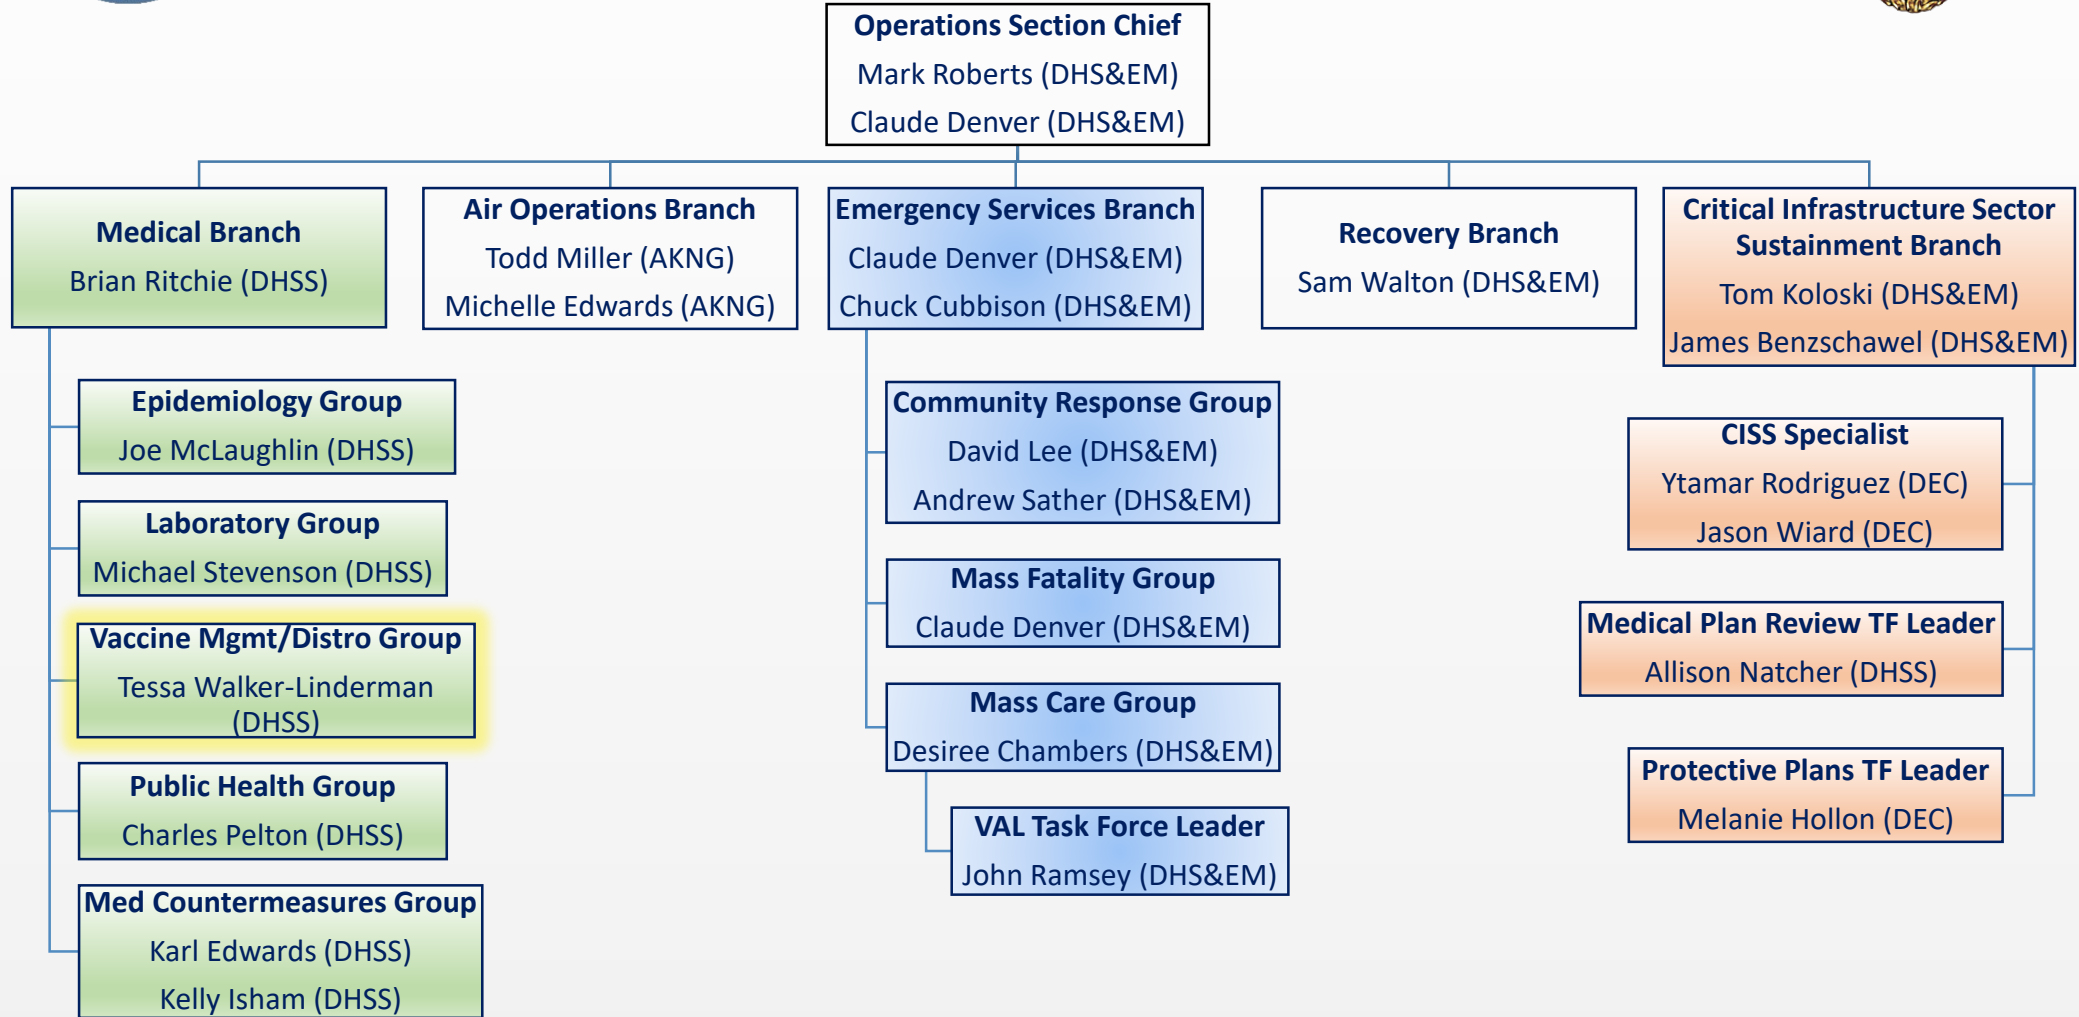 Operations Section Chief
Mark Roberts (DHS&EM)
Claude Denver (DHS&EM)
Medical Branch
Brian Ritchie (DHSS)
Air Operations Branch
Todd Miller (AKNG)
Michelle Edwards (AKNG)
Emergency Services Branch
Claude Denver (DHS&EM)
Chuck Cubbison (DHS&EM)
Recovery Branch
Sam Walton (DHS&EM)
Critical Infrastructure Sector
Sustainment Branch
Tom Koloski (DHS&EM)
James Benzschawel (DHS&EM)
Epidemiology Group
Joe McLaughlin (DHSS)
Laboratory Group
Michael Stevenson (DHSS)
Vaccine Mgmt/Distro Group
Tessa Walker-Linderman
(DHSS)
Public Health Group
Charles Pelton (DHSS)
Med Countermeasures Group
Karl Edwards (DHSS)
Kelly Isham (DHSS)
Community Response Group
David Lee (DHS&EM)
Andrew Sather (DHS&EM)
Mass Fatality Group
Claude Denver (DHS&EM)
Mass Care Group
Desiree Chambers (DHS&EM)
VAL Task Force Leader
John Ramsey (DHS&EM)
CISS Specialist
Ytamar Rodriguez (DEC)
Jason Wiard (DEC)
Medical Plan Review TF Leader
Allison Natcher (DHSS)
Protective Plans TF Leader
Melanie Hollon (DEC)